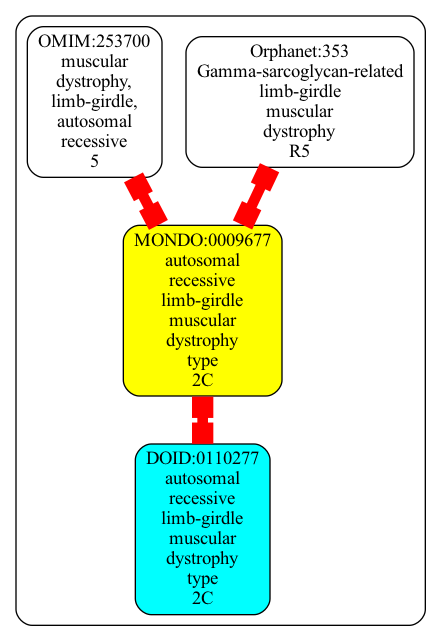 OMIM:253700
muscular
dystrophy,
limb-girdle,
autosomal
recessive
5
Orphanet:353
Gamma-sarcoglycan-related
limb-girdle
muscular
dystrophy
R5
MONDO:0009677
autosomal
recessive
limb-girdle
muscular
dystrophy
type
2C
DOID:0110277
autosomal
recessive
limb-girdle
muscular
dystrophy
type
2C